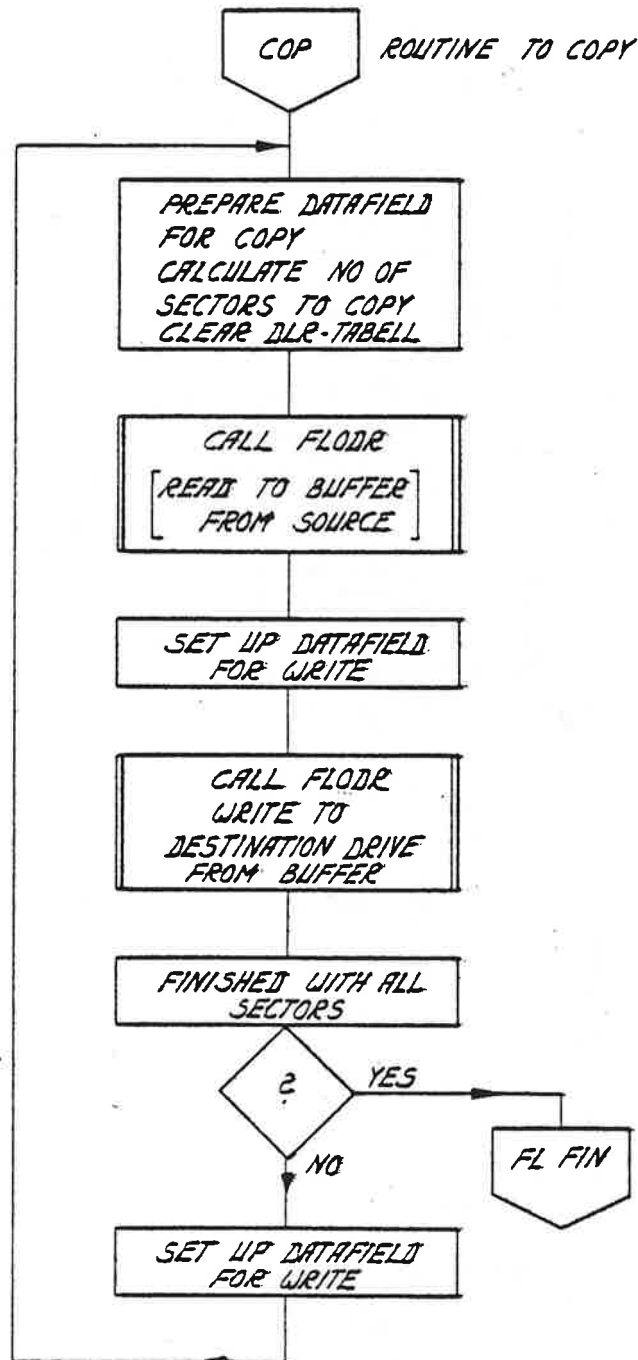 COP
ROUTINE TO COPY
PREPARE DATAFIELD
FOR COPY
CALCULATE NO OF
SECTORS TO COPY
CLEAR DLR-TABELL
CALL FLODR
[READ TO BUFFER
FROM SOURCE]
SET UP DATAFIELD
FOR WRITE
CALL FLODR
WRITE TO
DESTINATION DRIVE
FROM BUFFER
FINISHED WITH ALL
SECTORS
?
YES
FL FIN
NO
SET UP DATAFIELD
FOR WRITE